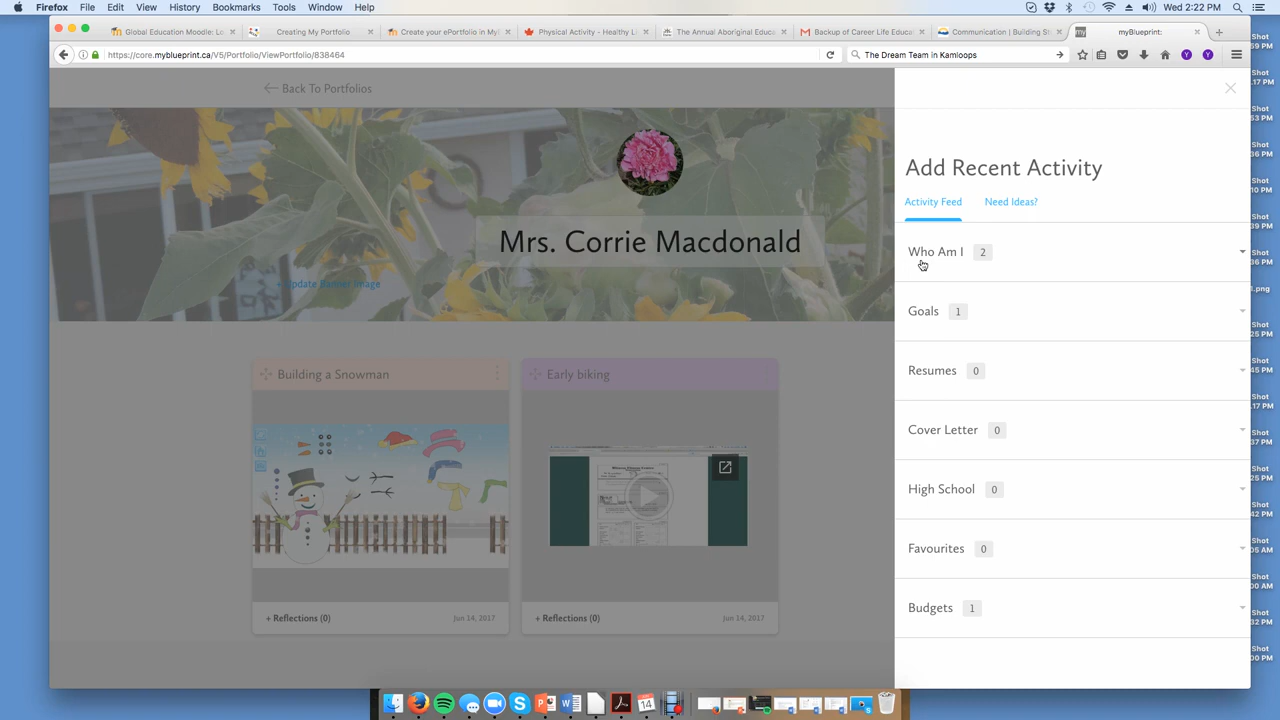 Firefox File Edit View History Bookmarks Tools Window Help Wed 2:22 PM
Global Education Moodle: Lo Creating My Portfolio Create your ePortfolio in Myl Physical Activity - Healthy L The Annual Aboriginal Educa Backup of Career Life Educa Communication | Building St myBlueprint:
https://core.myblueprint.ca/V5/Portfolio/ViewPortfolio/838464 The Dream Team in Kamloops
Back To Portfolios
Mrs. Corrie Macdonald
+ Update Banner Image
Building a Snowman
Early biking
+ Reflections (0) Jun 14, 2017
+ Reflections (0) Jun 14, 2017
Add Recent Activity
Activity Feed Need Ideas?
Who Am I 2
Goals 1
Resumes 0
Cover Letter 0
High School 0
Favourites 0
Budgets 1